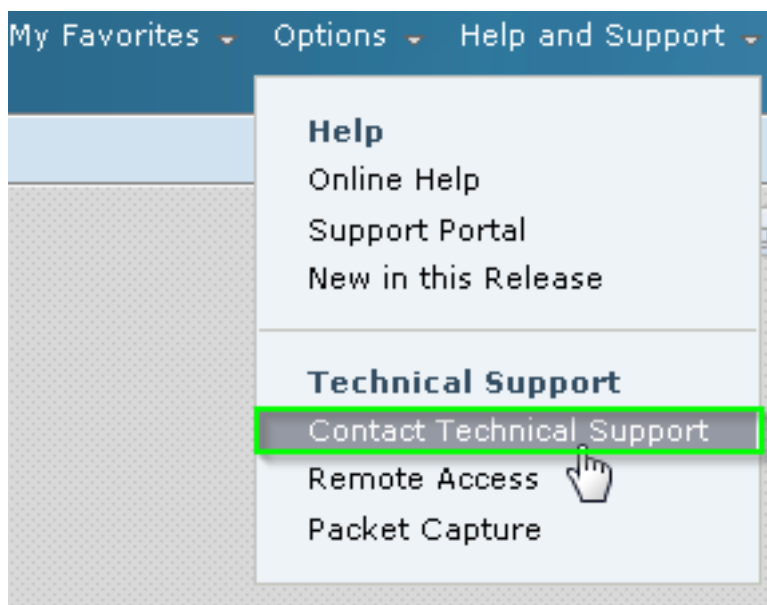 My Favorites Options Help and Support
Help
Online Help
Support Portal
New in this Release
Technical Support
Contact Technical Support
Remote Access
Packet Capture